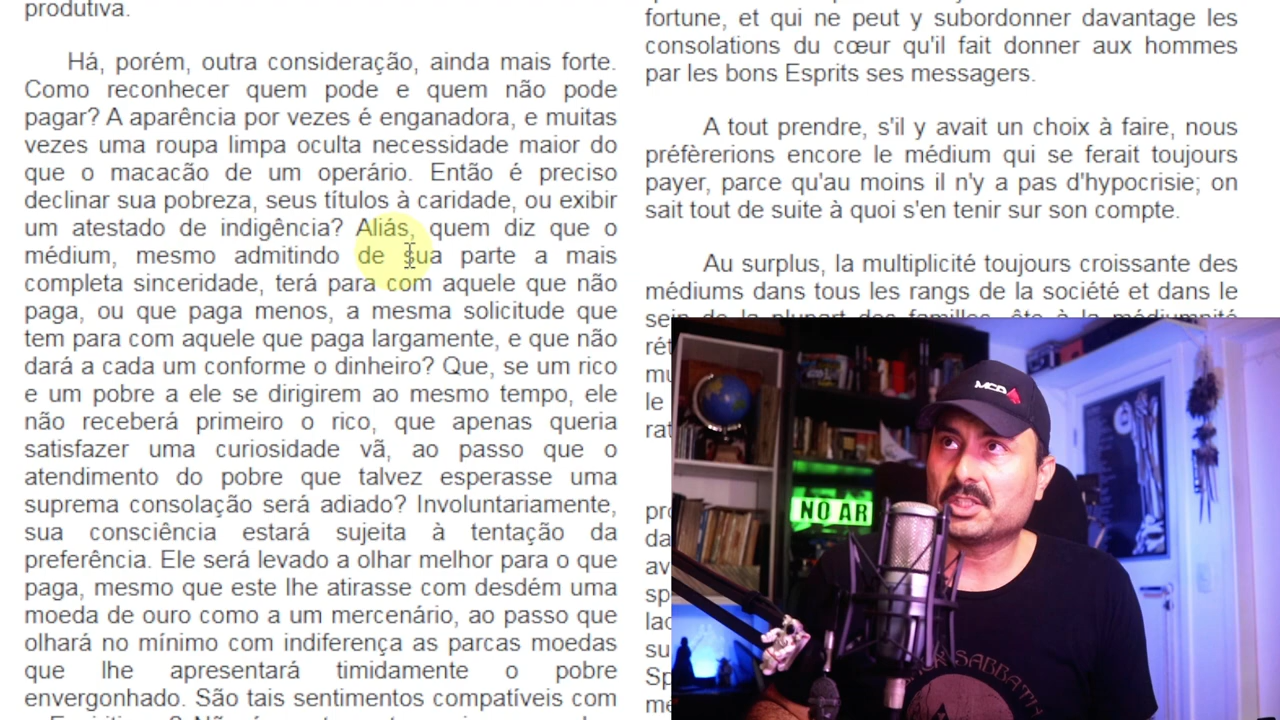 produtiva.
Há, porém, outra consideração, ainda mais forte.
Como reconhecer quem pode e quem não pode
pagar? A aparência por vezes é enganadora, e muitas
vezes uma roupa limpa oculta necessidade maior do
que o macacão de um operário. Então é preciso
declinar sua pobreza, seus títulos à caridade, ou exibir
um atestado de indigência? Aliás, quem diz que o
médium, mesmo admitindo de sua parte a mais
completa sinceridade, terá para com aquele que não
paga, ou que paga menos, a mesma solicitude que
tem para com aquele que paga largamente, e que não
dará a cada um conforme o dinheiro? Que, se um rico
e um pobre a ele se dirigirem ao mesmo tempo, ele
não receberá primeiro o rico, que apenas queria
satisfazer uma curiosidade vã, ao passo que o
atendimento do pobre que talvez esperasse uma
suprema consolação será adiado? Involuntariamente,
sua consciência estará sujeita à tentação da
preferência. Ele será levado a olhar melhor para o que
paga, mesmo que este lhe atirasse com desdém uma
moeda de ouro como a um mercenário, ao passo que
olhará no mínimo com indiferença as parcas moedas
que lhe apresentará timidamente o pobre
envergonhado. São tais sentimentos compatíveis com
fortune, et qui ne peut y subordonner davantage les
consolations du cœur qu'il fait donner aux hommes
par les bons Esprits ses messagers.
A tout prendre, s'il y avait un choix à faire, nous
préfèrerions encore le médium qui se ferait toujours
payer, parce qu'au moins il n'y a pas d'hypocrisie; on
sait tout de suite à quoi s'en tenir sur son compte.
Au surplus, la multiplicité toujours croissante des
médiums dans tous les rangs de la société et dans le
sein de la plupart des familles, ôte à la médiumnité
NO AR
MCD
SABBATH